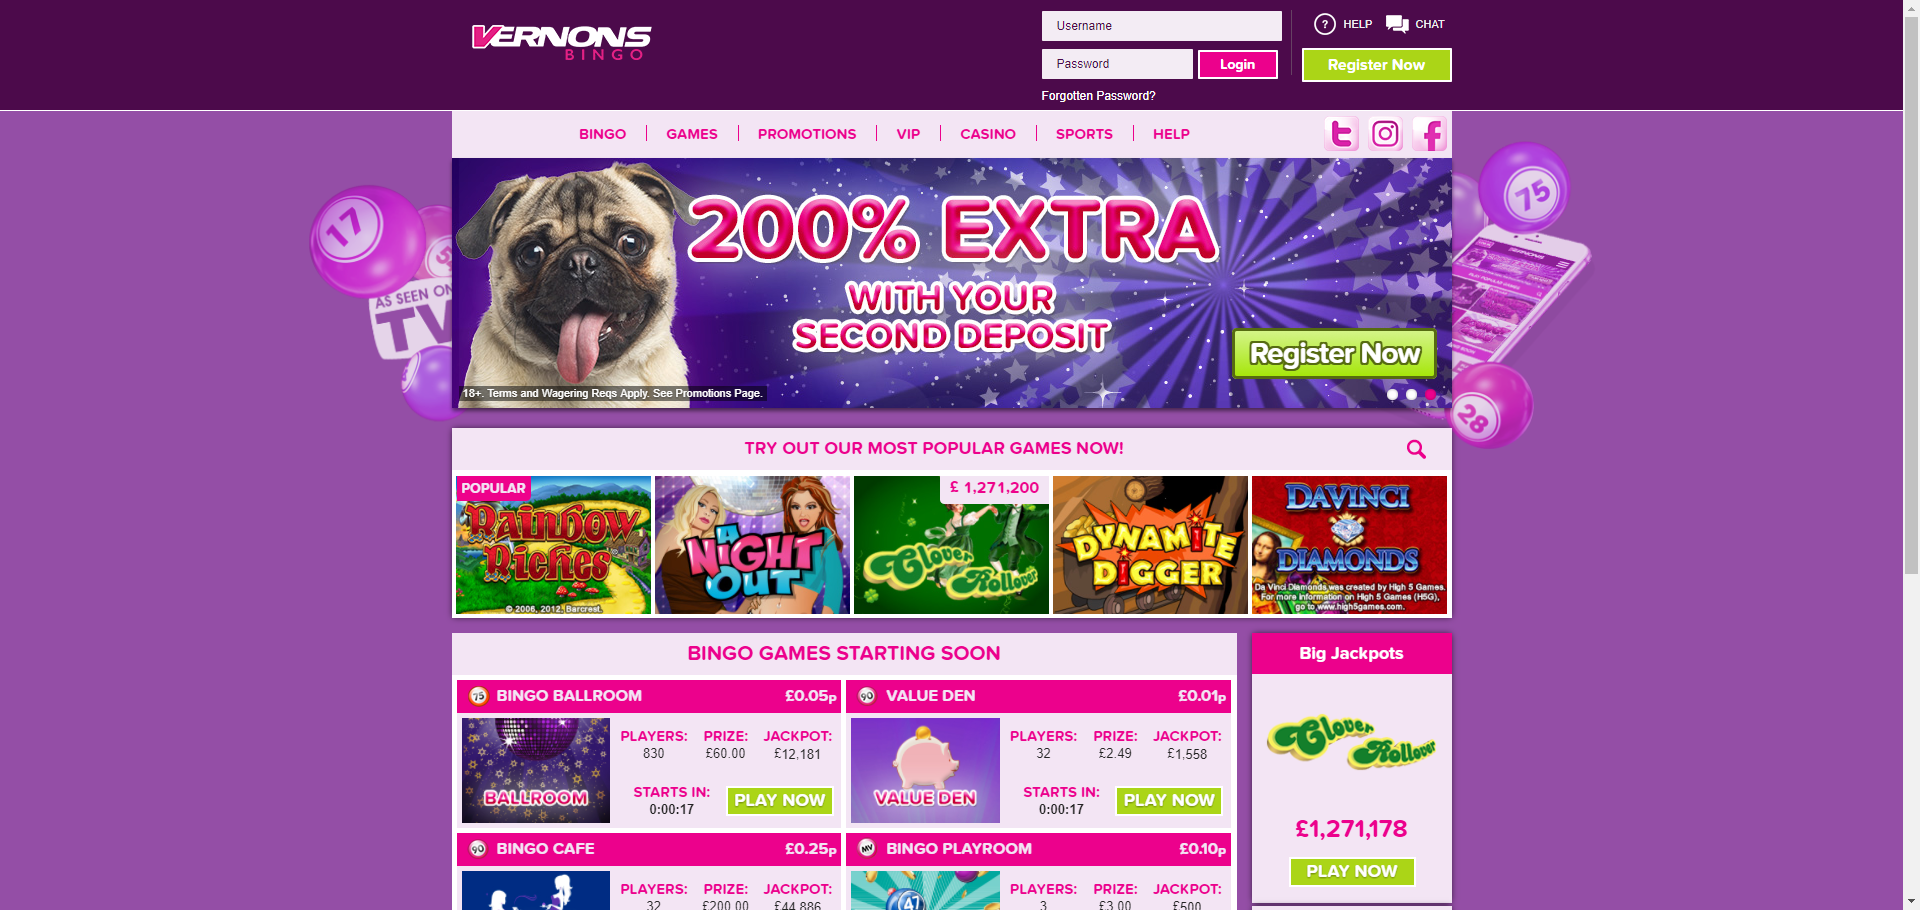 VERNONS
BINGO
Username
Password
Login
Forgotten Password?
? HELP
CHAT
Register Now
BINGO
GAMES
PROMOTIONS
VIP
CASINO
SPORTS
HELP
17
AS SEEN ON
TV
75
28
200% EXTRA
WITH YOUR
SECOND DEPOSIT
Register Now
18+. Terms and Wagering Reqs Apply. See Promotions Page.
TRY OUT OUR MOST POPULAR GAMES NOW!
POPULAR
Rainbow
Riches
© 2006, 2012, Barcrest.
A
NIGHT
OUT
£ 1,271,200
Clover
Rollover
DYNAMITE
DIGGER
DAVINCI
DIAMONDS
Da Vinci Diamonds was created by High 5 Games.
For more information on High 5 Games (H5G),
go to www.high5games.com.
BINGO GAMES STARTING SOON
75 BINGO BALLROOM £0.05p
BALLROOM
PLAYERS: PRIZE: JACKPOT:
830 £60.00 £12,181
STARTS IN:
0:00:17
PLAY NOW
90 VALUE DEN £0.01p
VALUE DEN
PLAYERS: PRIZE: JACKPOT:
32 £2.49 £1,558
STARTS IN:
0:00:17
PLAY NOW
90 BINGO CAFE £0.25p
PLAYERS: PRIZE: JACKPOT:
32 £200.00 £44,886
MV BINGO PLAYROOM £0.10p
47
PLAYERS: PRIZE: JACKPOT:
3 £3.00 £500
Big Jackpots
Clover
Rollover
£1,271,178
PLAY NOW